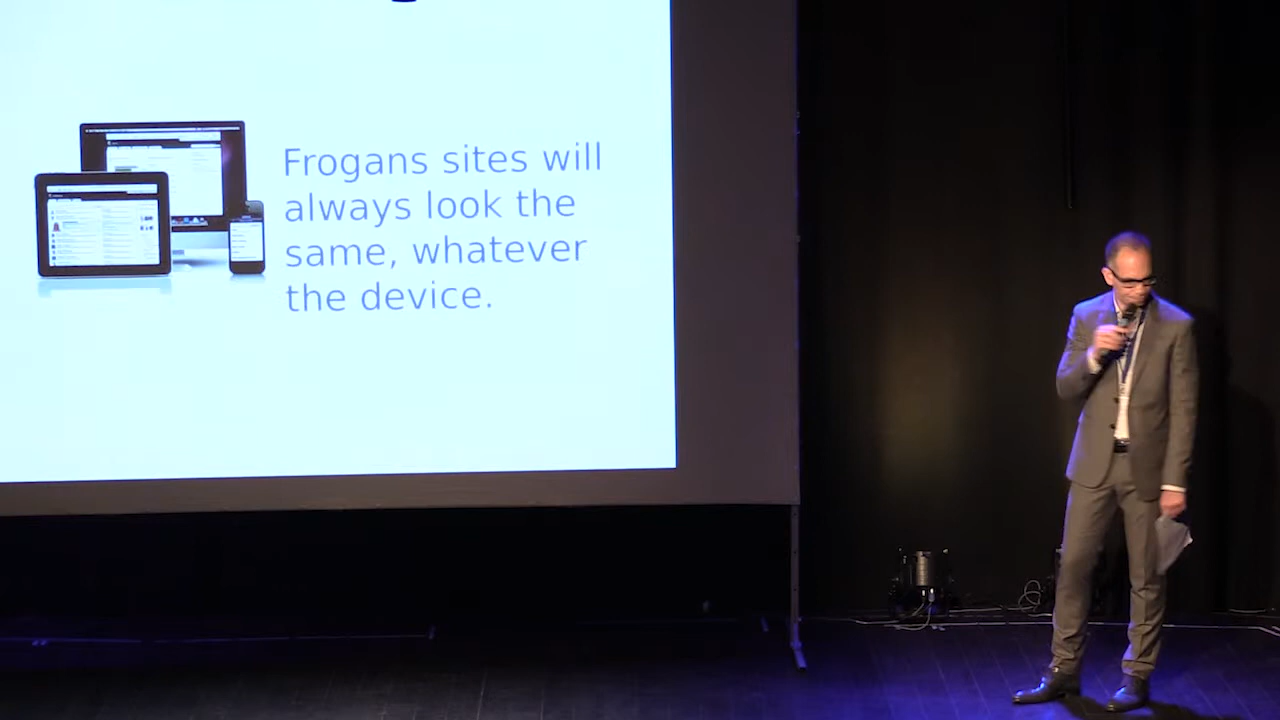 Frogans sites will
always look the
same, whatever
the device.